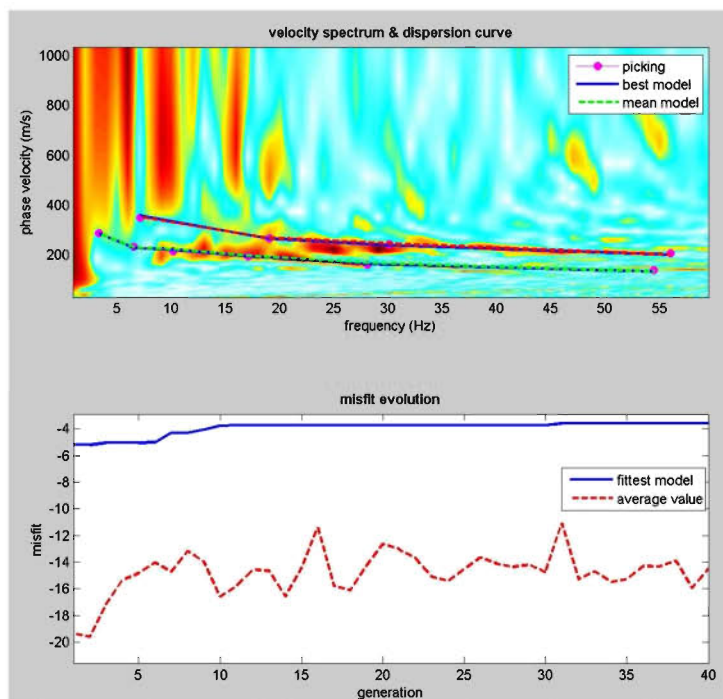 velocity spectrum & dispersion curve
1000
800
600
400
200
phase velocity (m/s)
picking
best model
mean model
5 10 15 20 25 30 35 40 45 50 55
frequency (Hz)
misfit evolution
-4
-6
-8
-10
-12
-14
-16
-18
-20
misfit
fittest model
average value
5 10 15 20 25 30 35 40
generation